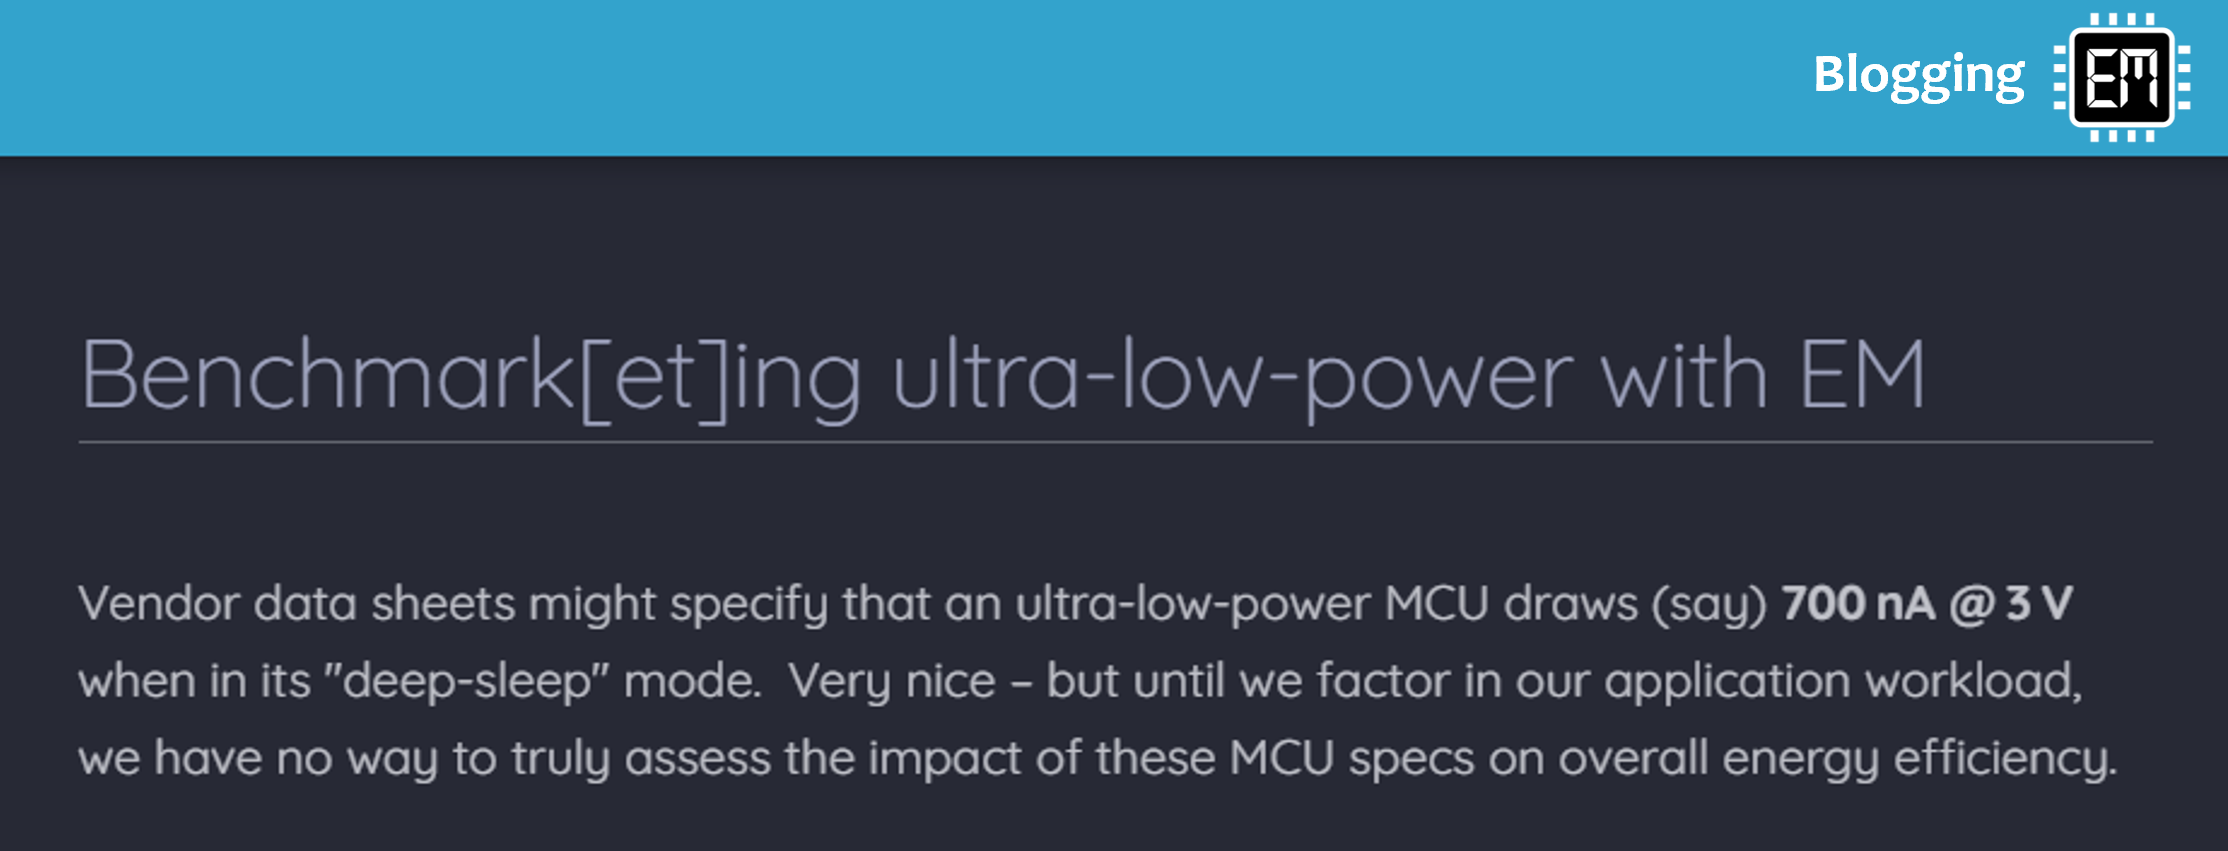 Blogging EM
Benchmark[et]ing ultra-low-power with EM
Vendor data sheets might specify that an ultra-low-power MCU draws (say) 700 nA @ 3 V
when in its "deep-sleep" mode.  Very nice – but until we factor in our application workload,
we have no way to truly assess the impact of these MCU specs on overall energy efficiency.